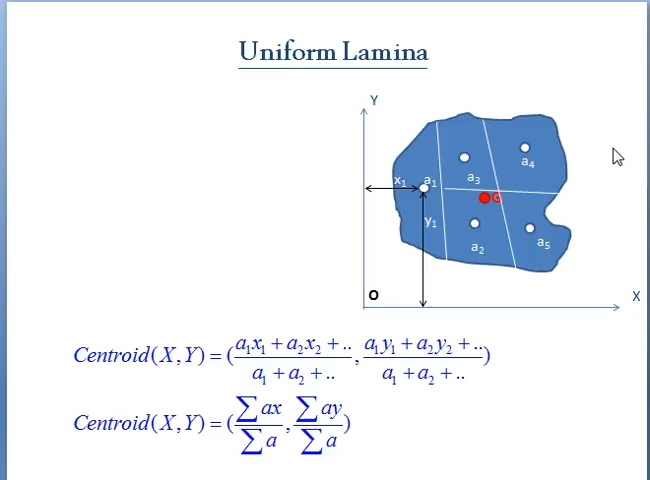 Uniform Lamina
Y
a₄
a₃
x₁ a₁
G
y₁
a₂ a₅
O
X
Centroid(X,Y) = (a₁x₁ + a₂x₂ + .. / a₁ + a₂ + .. , a₁y₁ + a₂y₂ + .. / a₁ + a₂ + ..)
Centroid(X,Y) = (∑ax / ∑a , ∑ay / ∑a)